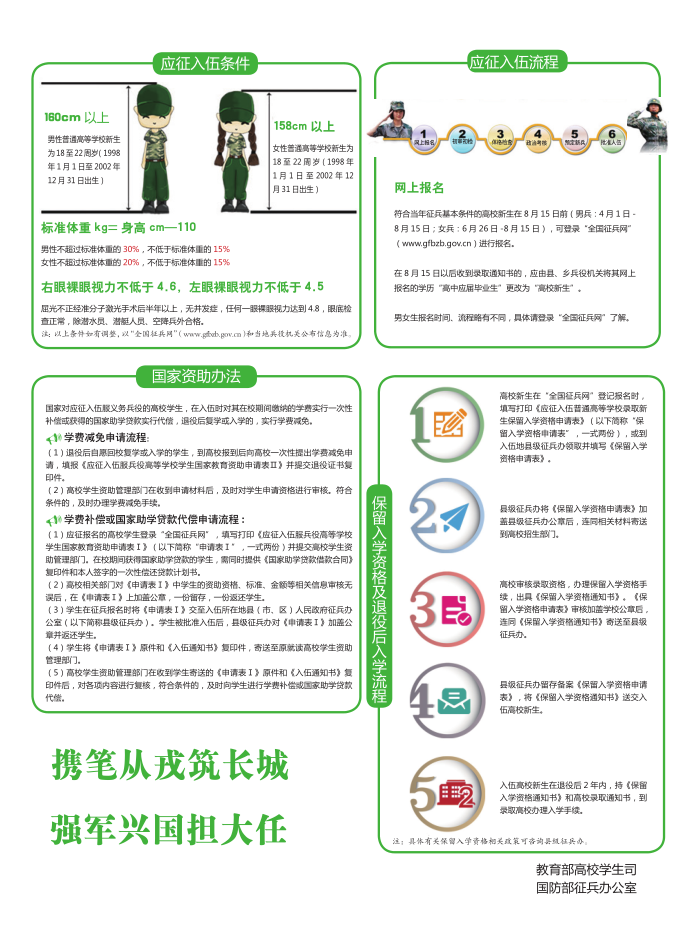 应征入伍条件
160cm 以上
男性普通高等学校新生
为 18 至 22 周岁（1998
年 1 月 1 日至 2002 年
12 月 31 日出生）
158cm 以上
女性普通高等学校新生为
18 至 22 周 岁（1998 年
1 月 1 日 至 2002 年 12
月 31 日出生）
标准体重 kg= 身高 cm—110
男性不超过标准体重的 30%，不低于标准体重的 15%
女性不超过标准体重的 20%，不低于标准体重的 15%
右眼裸眼视力不低于 4.6，左眼裸眼视力不低于 4.5
屈光不正经准分子激光手术后半年以上，无并发症，任何一眼裸眼视力达到 4.8，眼底检
查正常，除潜水员、潜艇人员、空降兵外合格。
注：以上条件如有调整，以“全国征兵网”（www.gfbzb.gov.cn）和当地兵役机关公布信息为准。
应征入伍流程
1 网上报名
2 初审初检
3 体格检查
4 政治考核
5 预定新兵
6 批准入伍
网上报名
符合当年征兵基本条件的高校新生在 8 月 15 日前（男兵：4 月 1 日 -
8 月 15 日；女兵：6 月 26 日 -8 月 15 日），可登录“全国征兵网”
（www.gfbzb.gov.cn）进行报名。
在 8 月 15 日以后收到录取通知书的，应由县、乡兵役机关将其网上
报名的学历“高中应届毕业生”更改为“高校新生”。
男女生报名时间、流程略有不同，具体请登录“全国征兵网”了解。
国家资助办法
国家对应征入伍服义务兵役的高校学生，在入伍时对其在校期间缴纳的学费实行一次性
补偿或获得的国家助学贷款实行代偿，退役后复学或入学的，实行学费减免。
学费减免申请流程：
（1）退役后自愿回校复学或入学的学生，到高校报到后向高校一次性提出学费减免申
请，填报《应征入伍服兵役高等学校学生国家教育资助申请表Ⅱ》并提交退役证书复
印件。
（2）高校学生资助管理部门在收到申请材料后，及时对学生申请资格进行审核。符合
条件的，及时办理学费减免手续。
学费补偿或国家助学贷款代偿申请流程：
（1）应征报名的高校学生登录“全国征兵网”，填写打印《应征入伍服兵役高等学校
学生国家教育资助申请表Ⅰ》（以下简称“申请表Ⅰ”，一式两份）并提交高校学生资
助管理部门。在校期间获得国家助学贷款的学生，需同时提供《国家助学贷款借款合同》
复印件和本人签字的一次性偿还贷款计划书。
（2）高校相关部门对《申请表Ⅰ》中学生的资助资格、标准、金额等相关信息审核无
误后，在《申请表Ⅰ》上加盖公章，一份留存，一份返还学生。
（3）学生在征兵报名时将《申请表Ⅰ》交至入伍所在地县（市、区）人民政府征兵办
公室（以下简称县级征兵办）。学生被批准入伍后，县级征兵办对《申请表Ⅰ》加盖公
章并返还学生。
（4）学生将《申请表Ⅰ》原件和《入伍通知书》复印件，寄送至原就读高校学生资助
管理部门。
（5）高校学生资助管理部门在收到学生寄送的《申请表Ⅰ》原件和《入伍通知书》复
印件后，对各项内容进行复核，符合条件的，及时向学生进行学费补偿或国家助学贷款
代偿。
保留入学资格及退役后入学流程
1
高校新生在“全国征兵网”登记报名时，
填写打印《应征入伍普通高等学校录取新
生保留入学资格申请表》（以下简称“保
留入学资格申请表”，一式两份），或到
入伍地县级征兵办领取并填写《保留入学
资格申请表》。
2
县级征兵办将《保留入学资格申请表》加
盖县级征兵办公章后，连同相关材料寄送
到高校招生部门。
3
高校审核录取资格，办理保留入学资格手
续，出具《保留入学资格通知书》。《保
留入学资格申请表》审核加盖学校公章后，
连同《保留入学资格通知书》寄送至县级
征兵办。
4
县级征兵办留存备案《保留入学资格申请
表》，将《保留入学资格通知书》送交入
伍高校新生。
5
入伍高校新生在退役后 2 年内，持《保留
入学资格通知书》和高校录取通知书，到
录取高校办理入学手续。
注：具体有关保留入学资格相关政策可咨询县级征兵办。
携笔从戎筑长城
强军兴国担大任
教育部高校学生司
国防部征兵办公室